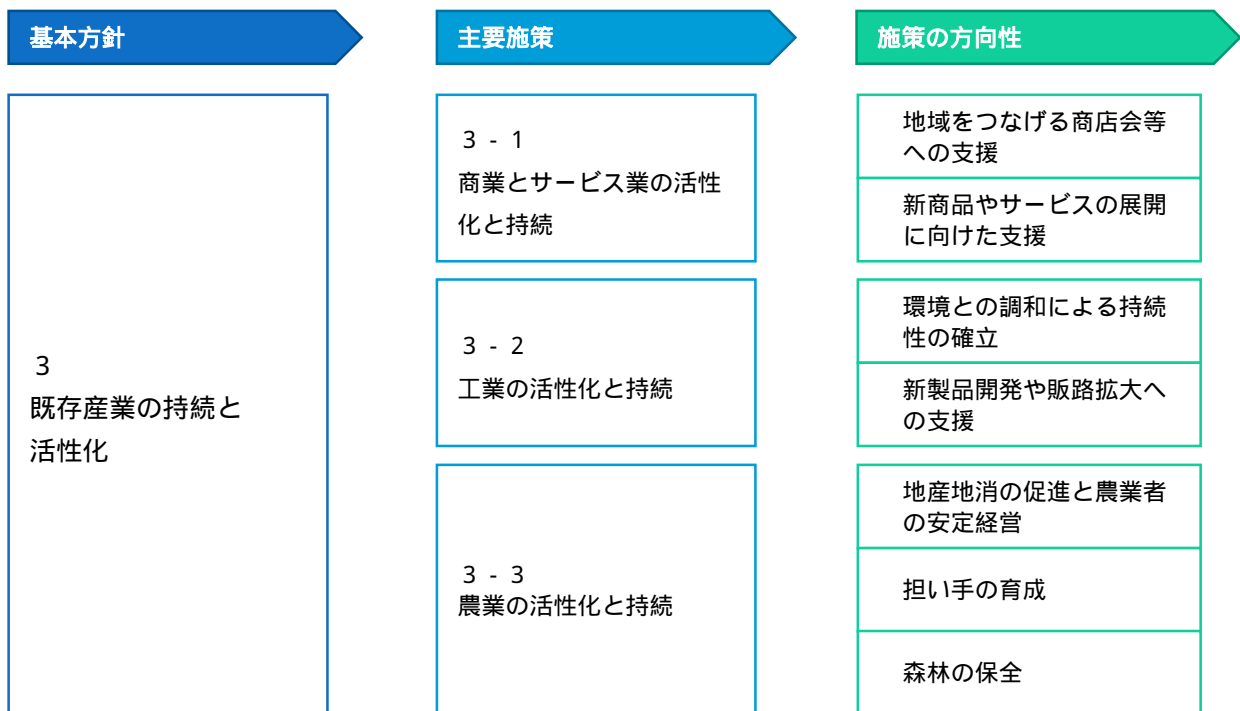 基本方針
主要施策
施策の方向性
3
既存産業の持続と
活性化
3 - 1
商業とサービス業の活性
化と持続
地域をつなげる商店会等
への支援
新商品やサービスの展開
に向けた支援
3 - 2
工業の活性化と持続
環境との調和による持続
性の確立
新製品開発や販路拡大へ
の支援
3 - 3
農業の活性化と持続
地産地消の促進と農業者
の安定経営
担い手の育成
森林の保全